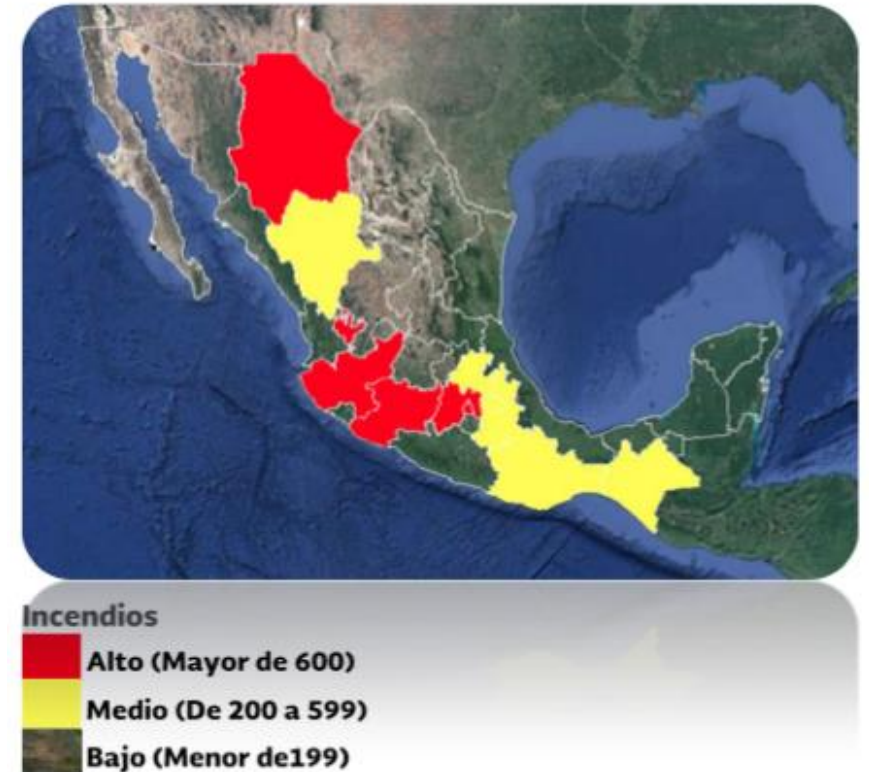 Incendios
Alto (Mayor de 600)
Medio (De 200 a 599)
Bajo (Menor de199)